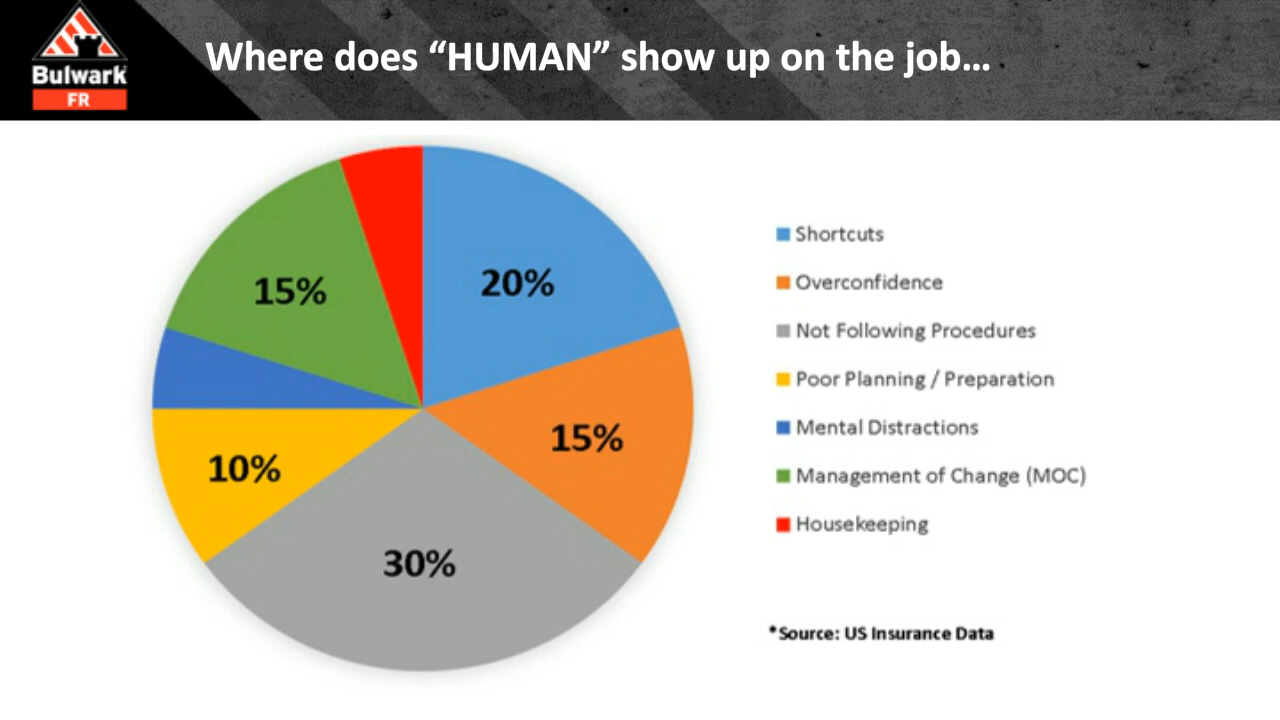 Bulwark
FR
Where does “HUMAN” show up on the job…
20%
15%
30%
10%
15%
Shortcuts
Overconfidence
Not Following Procedures
Poor Planning / Preparation
Mental Distractions
Management of Change (MOC)
Housekeeping
*Source: US Insurance Data